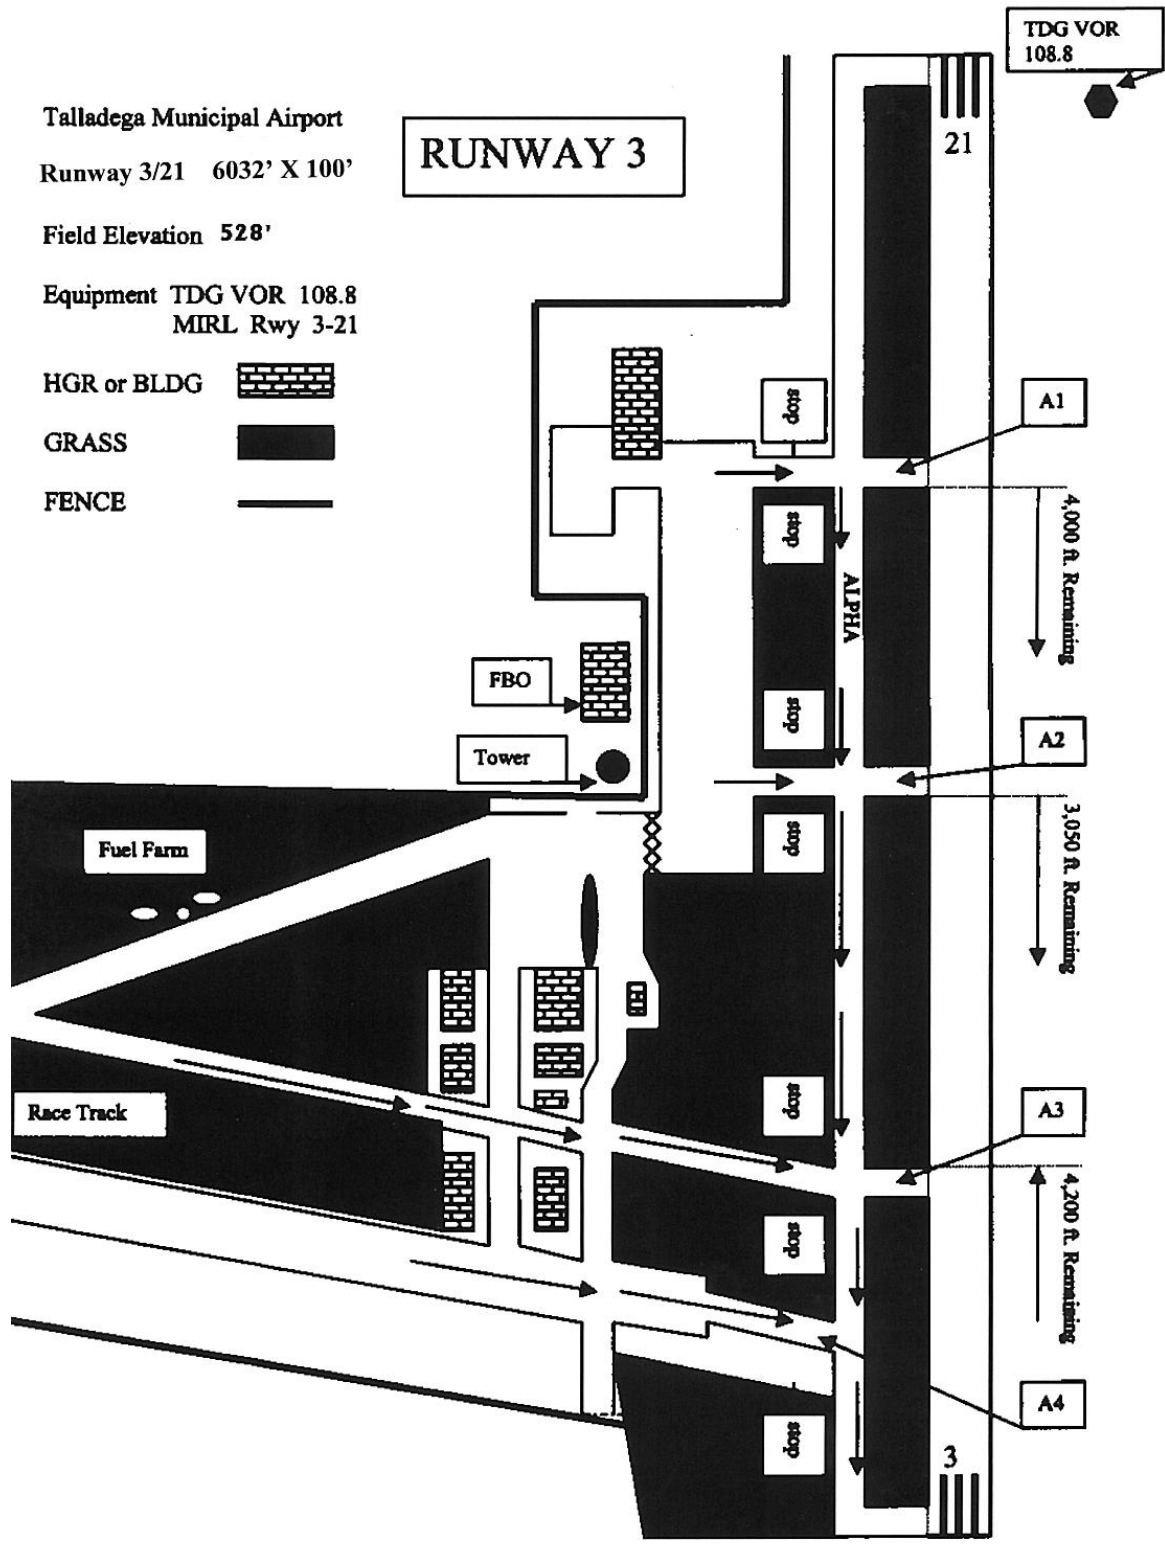 TDG VOR
108.8
Talladega Municipal Airport
RUNWAY 3
Runway 3/21 6032' X 100'
21
Field Elevation 528'
Equipment TDG VOR 108.8
MIRL Rwy 3-21
HGR or BLDG
GRASS
FENCE
stop
A1
stop
4,000 ft. Remaining
ALPHA
FBO
stop
Tower
A2
stop
3,050 ft. Remaining
Fuel Farm
Race Track
stop
A3
stop
4,200 ft. Remaining
A4
stop
3